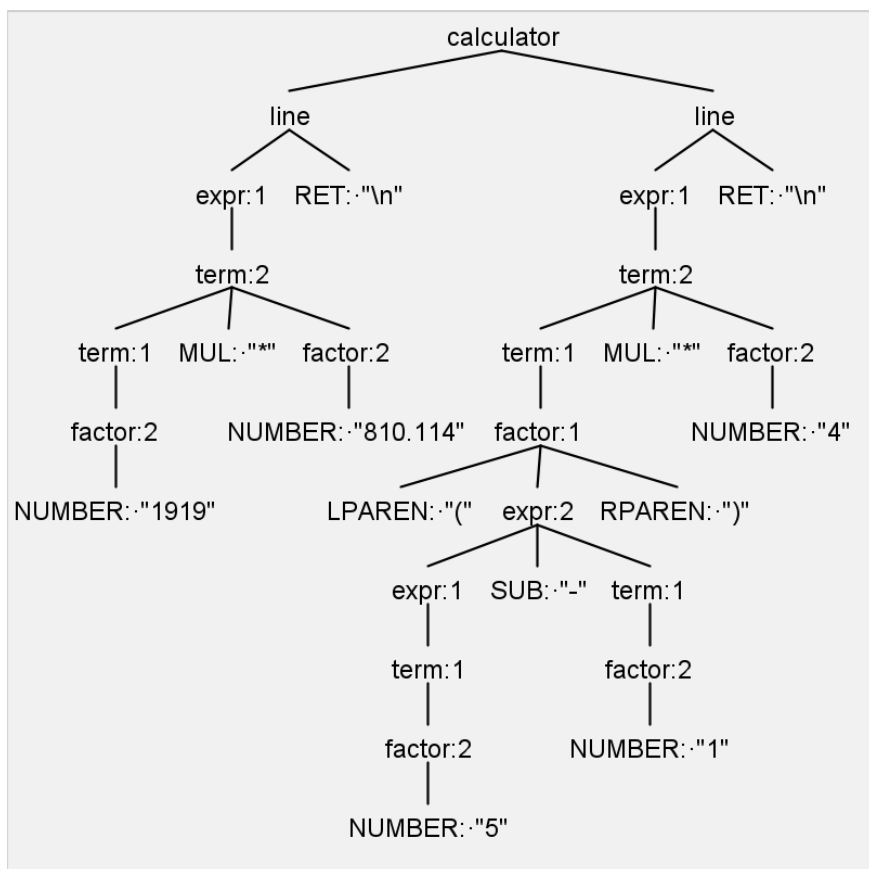 calculator
line line
expr:1 RET:·"\n" expr:1 RET:·"\n"
term:2 term:2
term:1 MUL:·"*" factor:2 term:1 MUL:·"*" factor:2
factor:2 NUMBER:·"810.114" factor:1 NUMBER:·"4"
NUMBER:·"1919" LPAREN:·"(" expr:2 RPAREN:·")"
expr:1 SUB:·"-" term:1
term:1 factor:2
factor:2 NUMBER:·"1"
NUMBER:·"5"